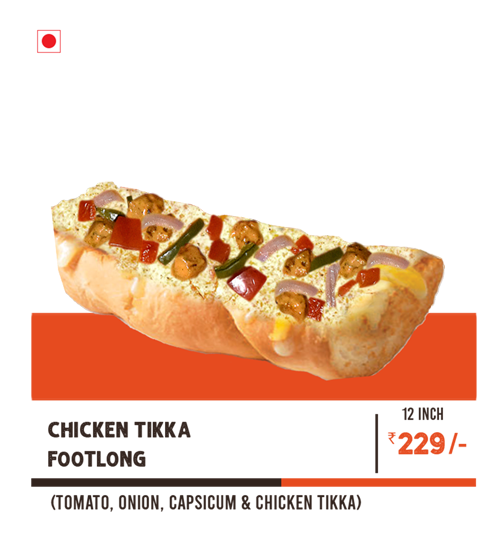 CHICKEN TIKKA
FOOTLONG
12 INCH
₹229/-
(TOMATO, ONION, CAPSICUM & CHICKEN TIKKA)